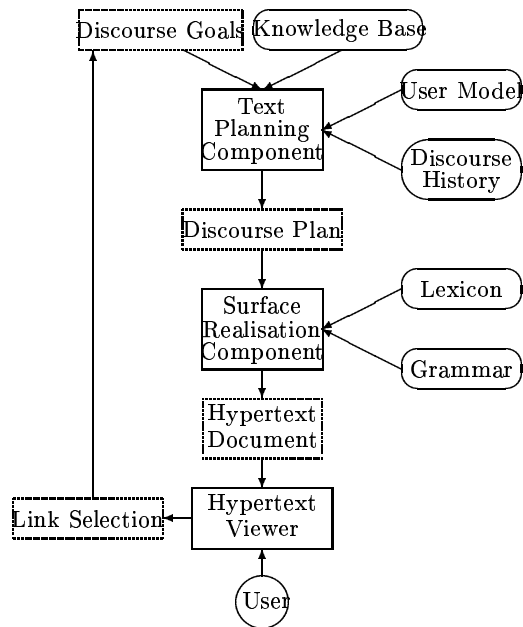 Discourse Goals
Knowledge Base
Text
Planning
Component
User Model
Discourse
History
Discourse Plan
Surface
Realisation
Component
Lexicon
Grammar
Hypertext
Document
Link Selection
Hypertext
Viewer
User